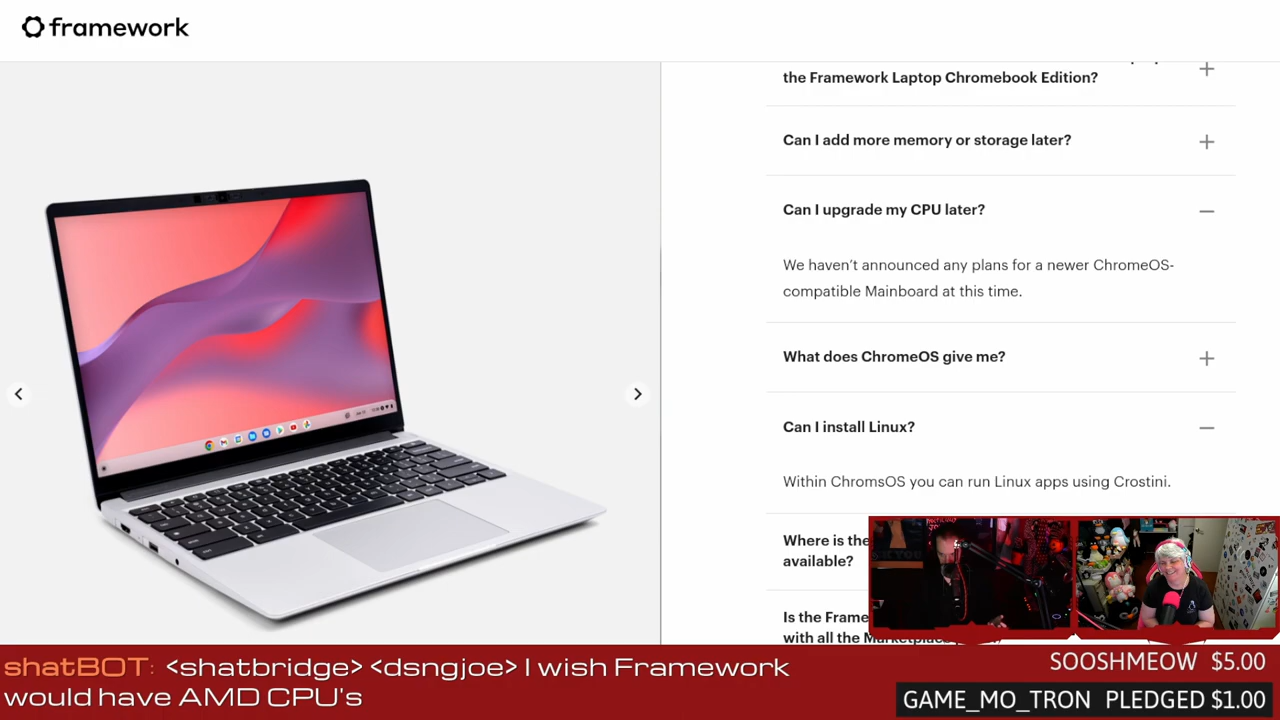 framework
the Framework Laptop Chromebook Edition?
Can I add more memory or storage later?
Can I upgrade my CPU later?
We haven’t announced any plans for a newer ChromeOS-
compatible Mainboard at this time.
What does ChromeOS give me?
Can I install Linux?
Within ChromsOS you can run Linux apps using Crostini.
Where is the
available?
Is the Frame
with all the Marketplace
shatBOT: <shatbridge> <dsngjoe> I wish Framework
would have AMD CPU's
SOOSHMEOW $5.00
GAME_MO_TRON PLEDGED $1.00